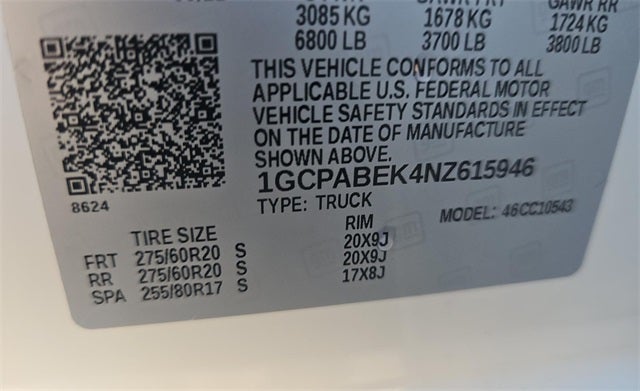 GAWR RR
3085 KG 1678 KG 1724 KG
6800 LB 3700 LB 3800 LB
THIS VEHICLE CONFORMS TO ALL
APPLICABLE U.S. FEDERAL MOTOR
VEHICLE SAFETY STANDARDS IN EFFECT
ON THE DATE OF MANUFACTURE
SHOWN ABOVE.
1GCPABEK4NZ615946
8624
TYPE: TRUCK MODEL: 46CC10543
TIRE SIZE RIM
FRT 275/60R20 S 20X9J
RR 275/60R20 S 20X9J
SPA 255/80R17 S 17X8J